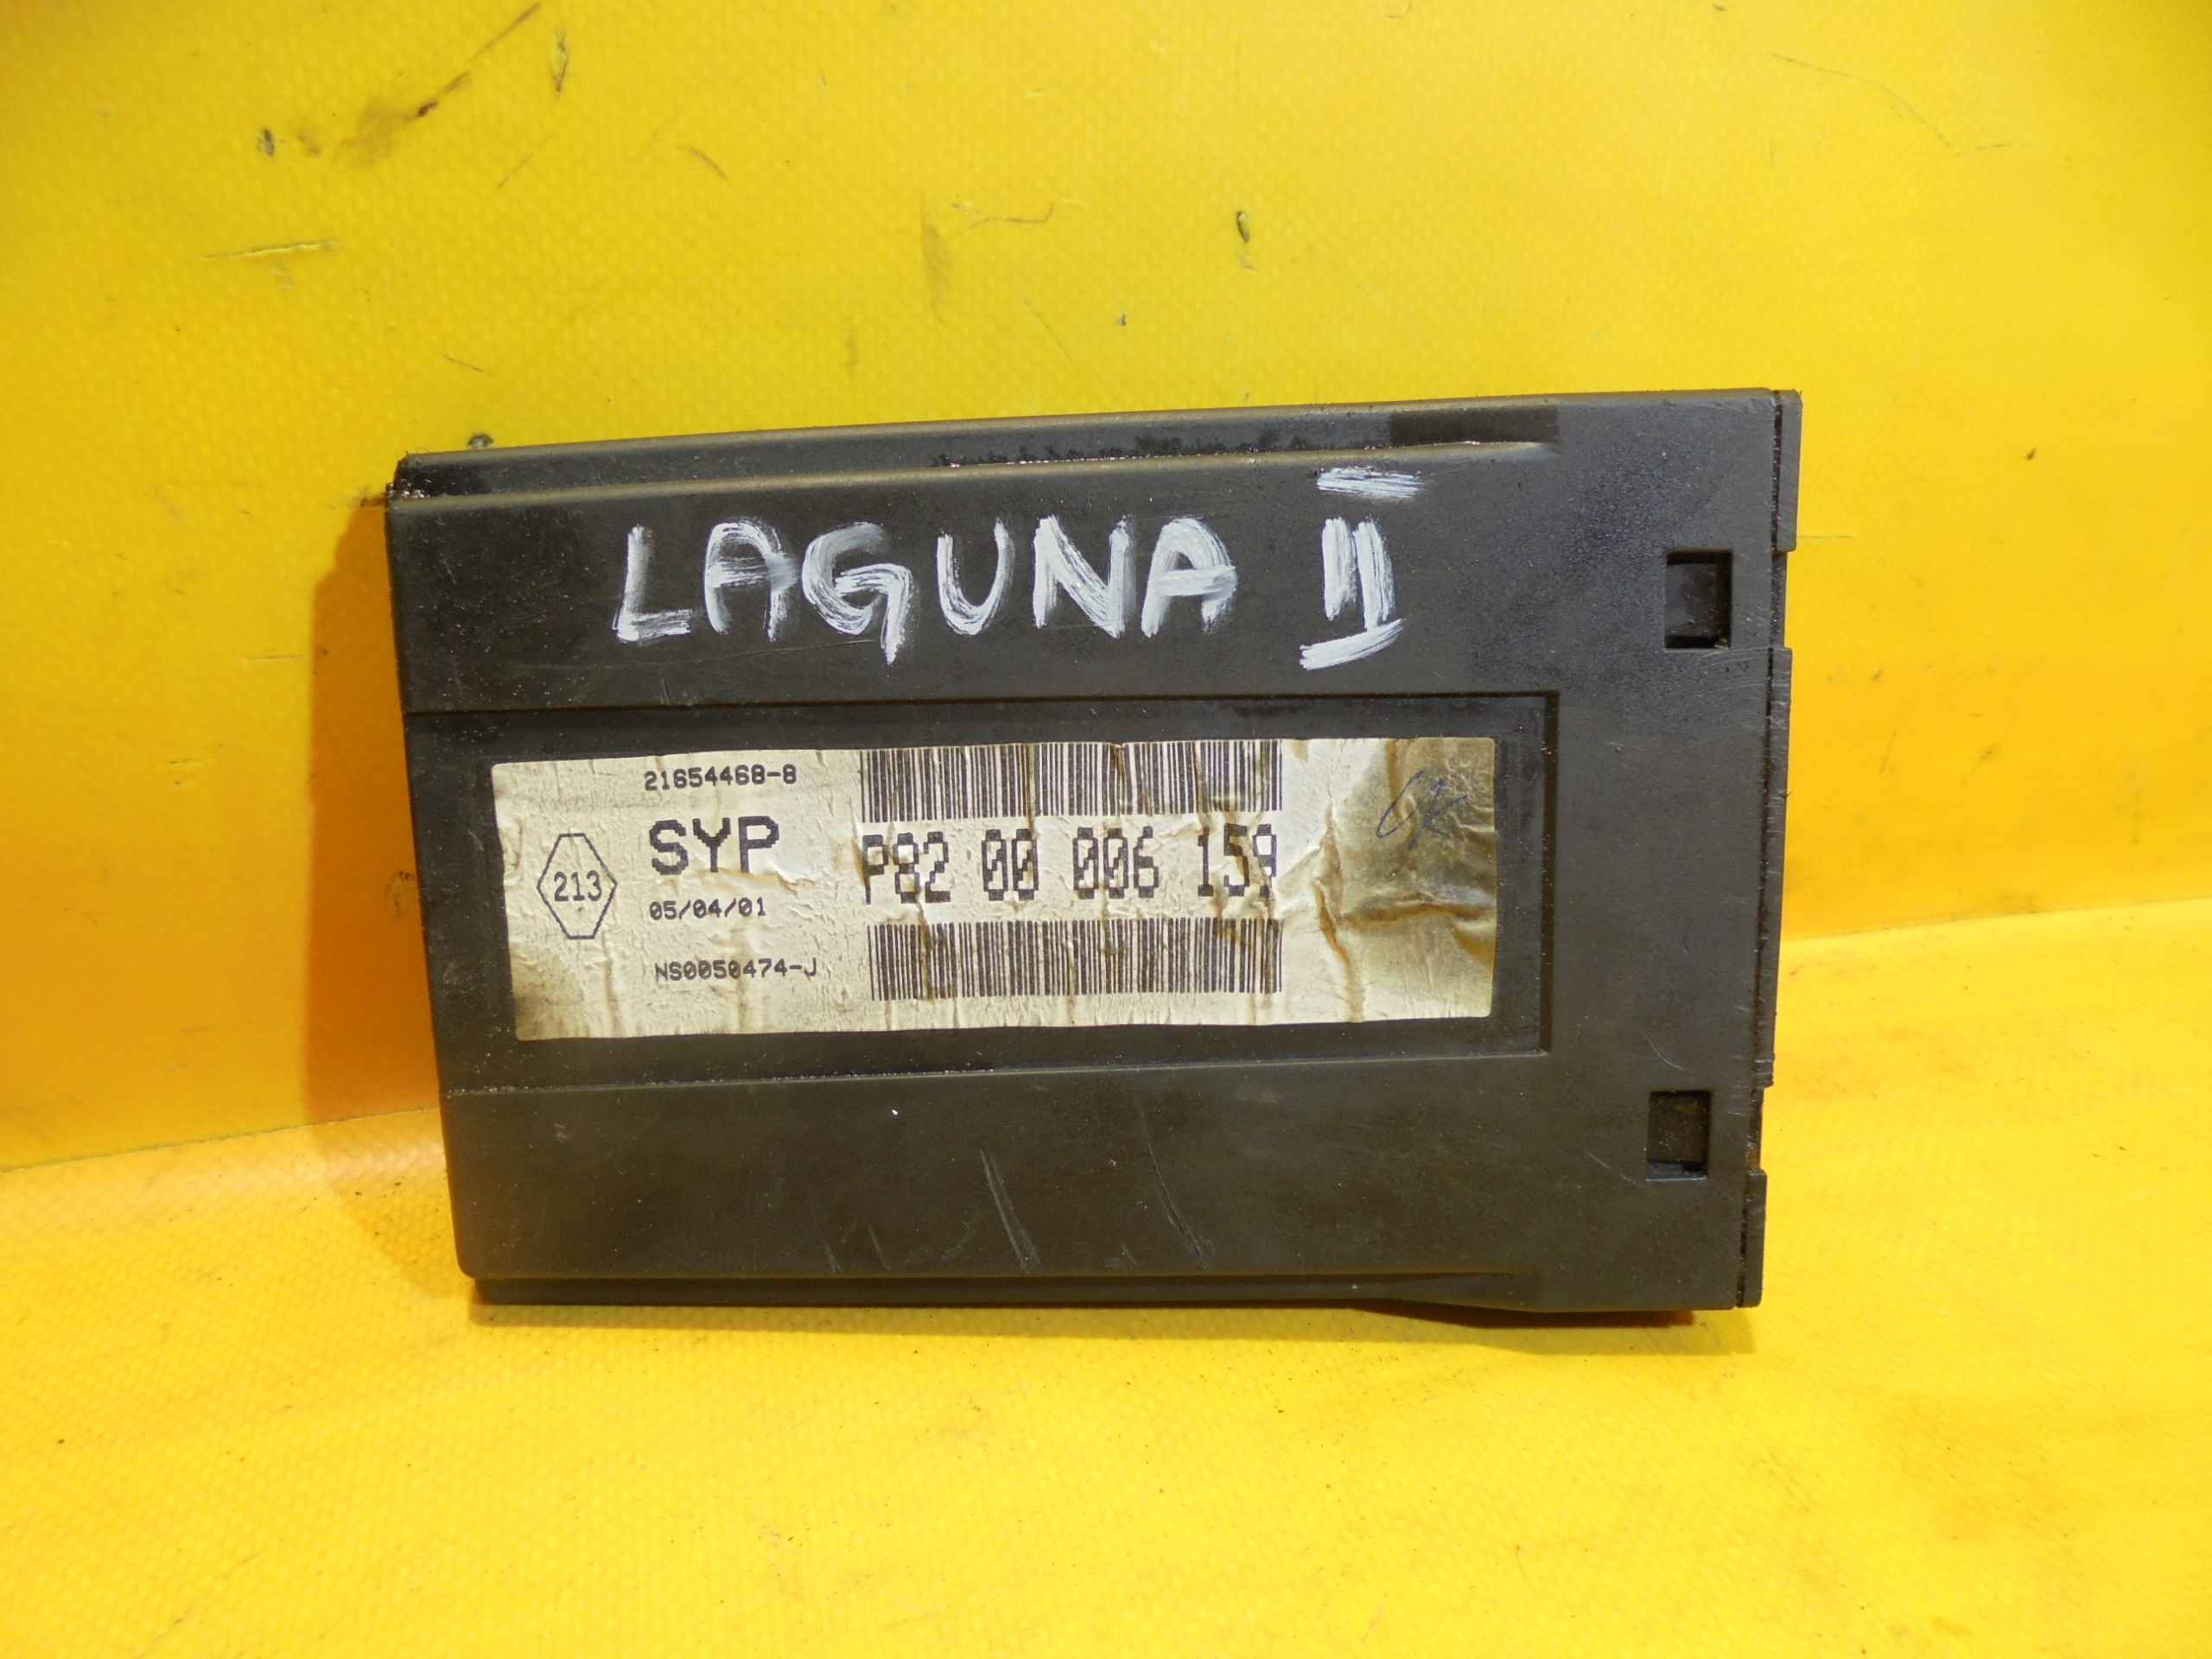 LAGUNA II
21654468-8
SYP
213
05/04/01
NS0050474-J
P82 00 006 159